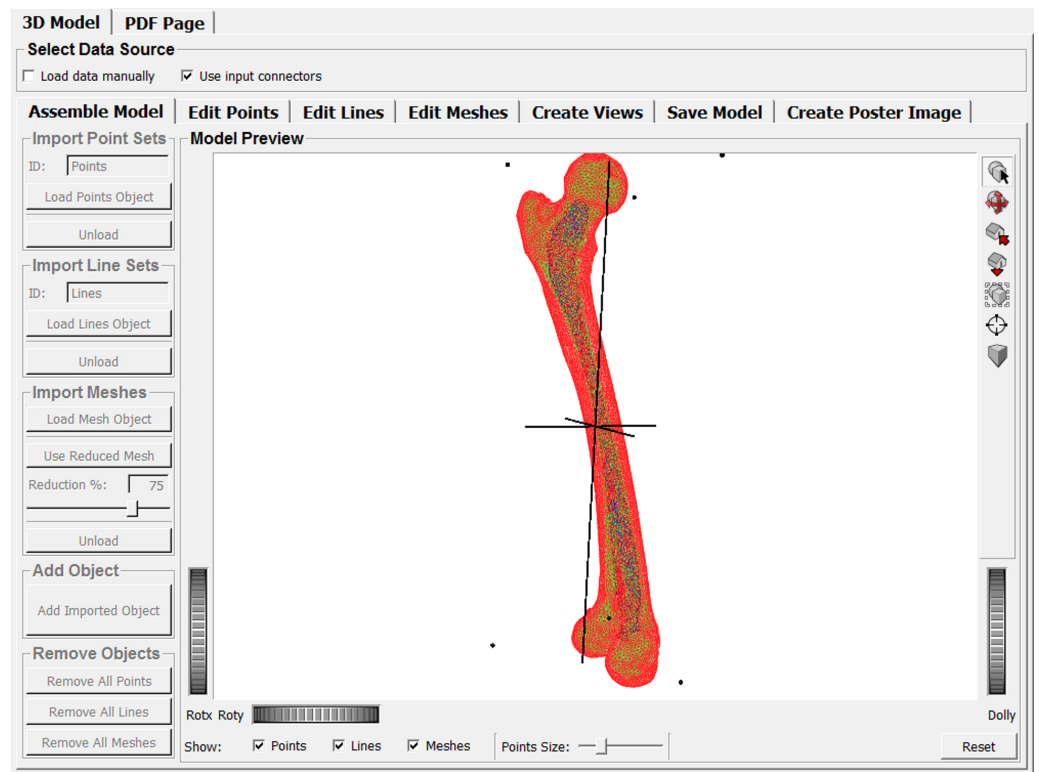 3D Model PDF Page
Select Data Source
Load data manually Use input connectors
Assemble Model Edit Points Edit Lines Edit Meshes Create Views Save Model Create Poster Image
Import Point Sets
ID: Points
Load Points Object
Unload
Import Line Sets
ID: Lines
Load Lines Object
Unload
Import Meshes
Load Mesh Object
Use Reduced Mesh
Reduction %: 75
Unload
Add Object
Add Imported Object
Remove Objects
Remove All Points
Remove All Lines
Remove All Meshes
Model Preview
Rotx Roty Dolly
Show: Points Lines Meshes Points Size: Reset